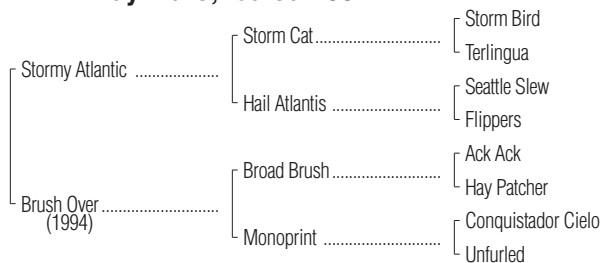 Storm Bird
Storm Cat
Terlingua
Stormy Atlantic
Seattle Slew
Hail Atlantis
Flippers
Ack Ack
Broad Brush
Hay Patcher
Brush Over
(1994)
Conquistador Cielo
Monoprint
Unfurled